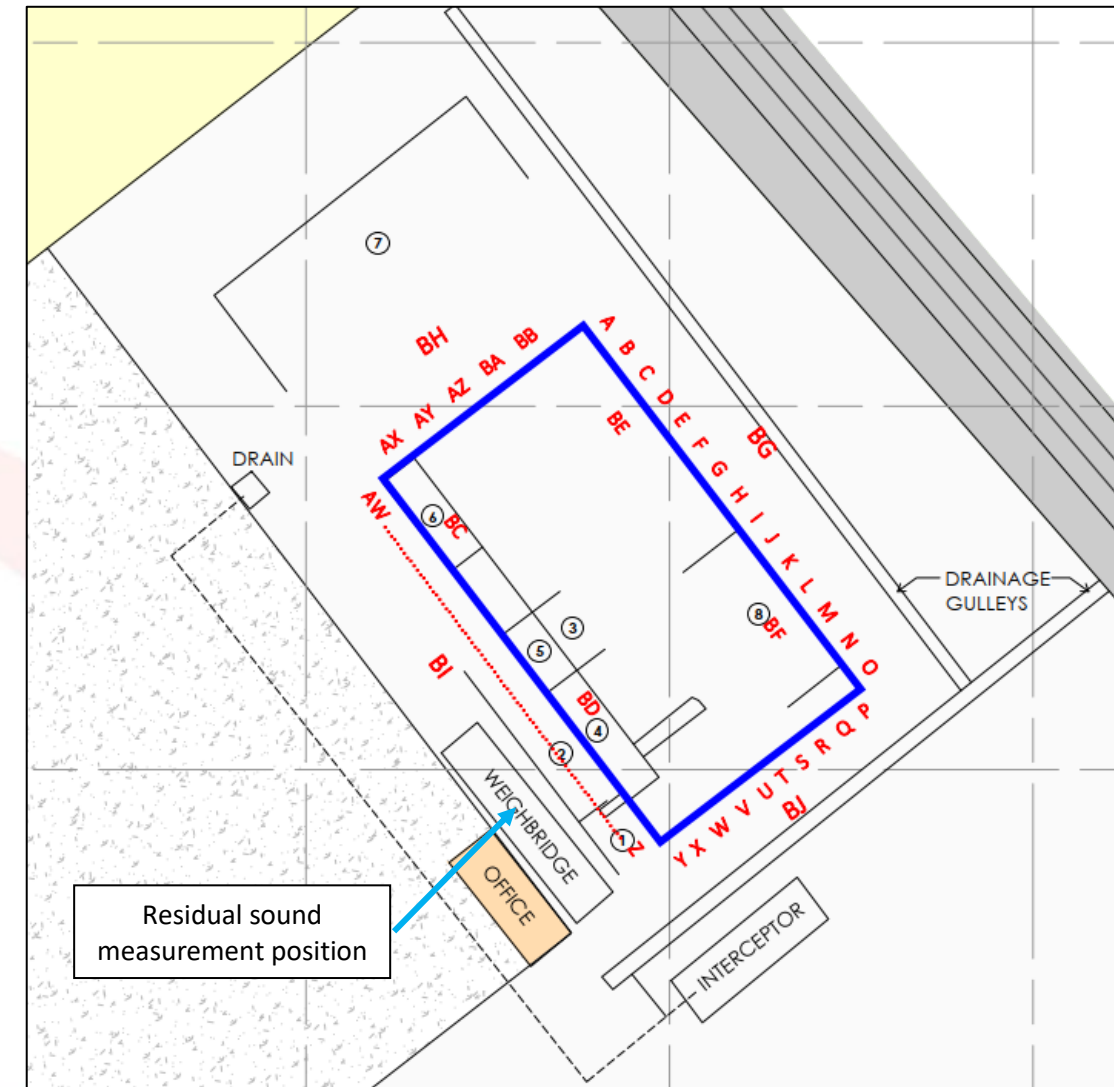 7
A
B
C
D
E
F
G
H
I
J
K
L
M
N
O
BH
BB
BA
AZ
AY
AX
BE
BG
DRAIN
AW
6
BC
DRAINAGE
GULLEYS
8
BF
3
5
BI
BD
4
2
WEIGHBRIDGE
1
Z
Y
X
W
V
U
T
S
R
Q
P
BJ
OFFICE
INTERCEPTOR
Residual sound
measurement position